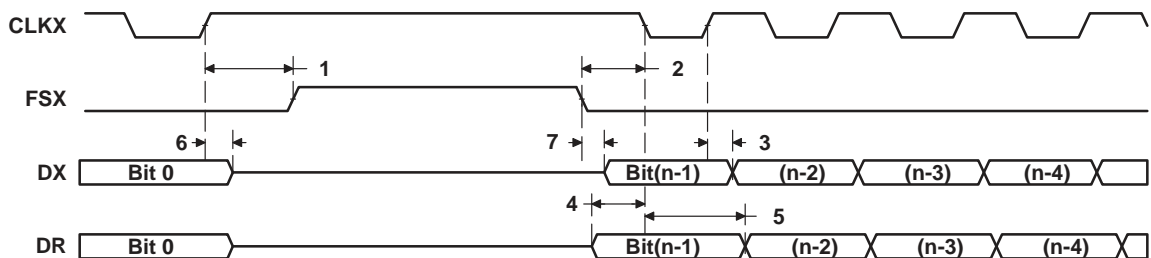 CLKX
1 2
FSX
6 7 3
DX Bit 0 Bit(n-1) (n-2) (n-3) (n-4)
4 5
DR Bit 0 Bit(n-1) (n-2) (n-3) (n-4)